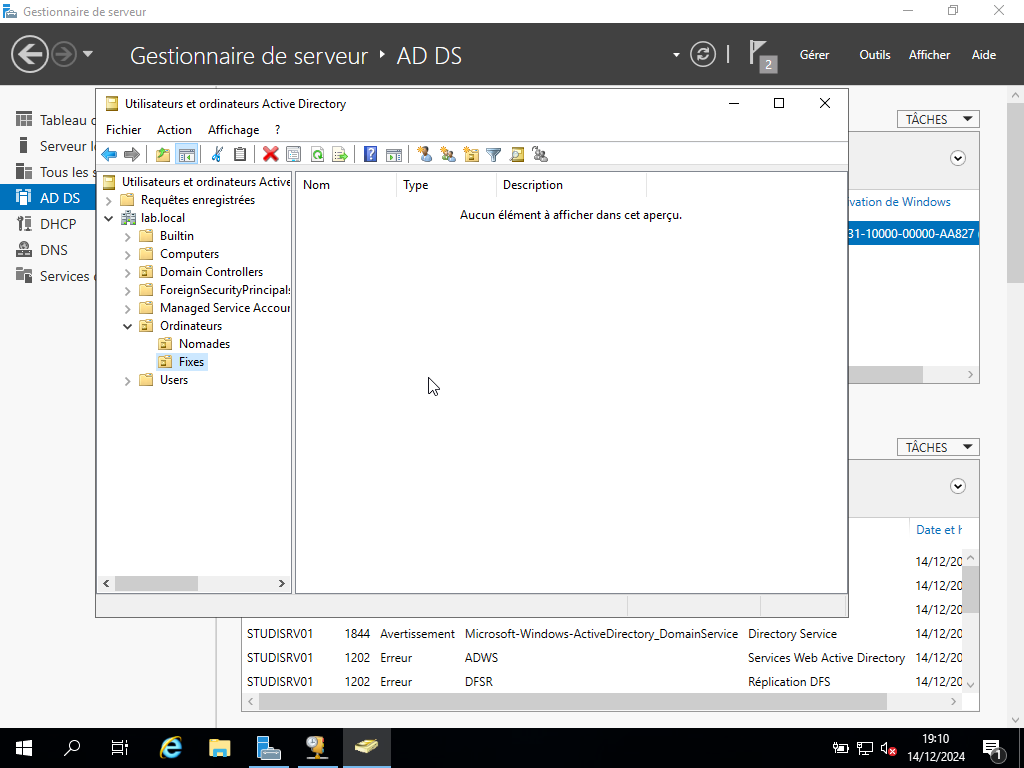 Gestionnaire de serveur
Gestionnaire de serveur AD DS
2
Gérer
Outils
Afficher
Aide
Tableau
Serveur
Tous les
AD DS
DHCP
DNS
Services
Utilisateurs et ordinateurs Active Directory
Fichier Action Affichage ?
Utilisateurs et ordinateurs Active
Requêtes enregistrées
lab.local
Builtin
Computers
Domain Controllers
ForeignSecurityPrincipals
Managed Service Accoun
Ordinateurs
Nomades
Fixes
Users
Nom Type Description
Aucun élément à afficher dans cet aperçu.
TÂCHES
vation de Windows
31-10000-00000-AA827
TÂCHES
Date et h
14/12/20
14/12/20
14/12/20
STUDISRV01 1844 Avertissement Microsoft-Windows-ActiveDirectory_DomainService Directory Service 14/12/20
STUDISRV01 1202 Erreur ADWS Services Web Active Directory 14/12/20
STUDISRV01 1202 Erreur DFSR Réplication DFS 14/12/20
19:10
14/12/2024
1